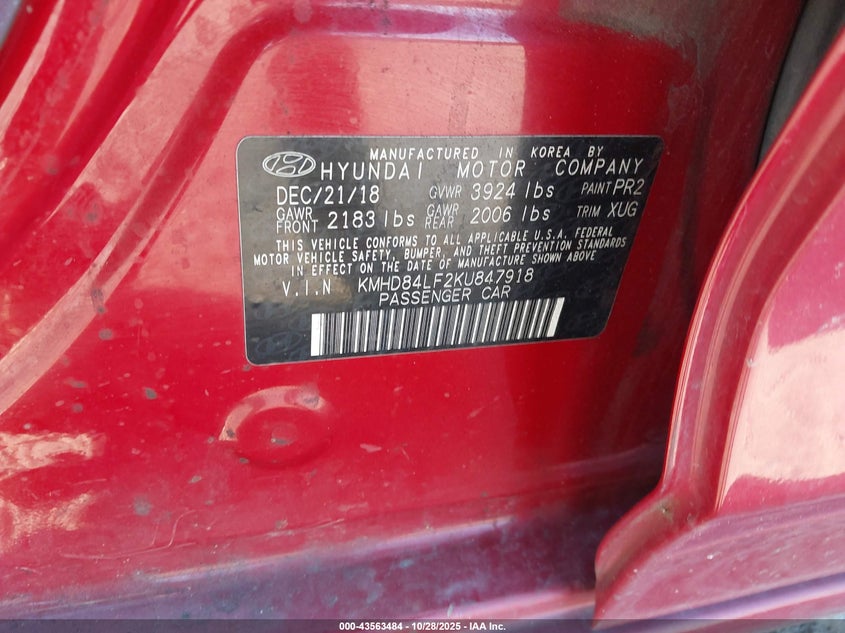 MANUFACTURED IN KOREA BY
HYUNDAI MOTOR COMPANY
DEC/21/18 GVWR 3924 lbs PAINT PR2
GAWR FRONT 2183 lbs GAWR REAR 2006 lbs TRIM XUG
THIS VEHICLE CONFORMS TO ALL APPLICABLE U.S.A. FEDERAL
MOTOR VEHICLE SAFETY, BUMPER, AND THEFT PREVENTION STANDARDS
IN EFFECT ON THE DATE OF MANUFACTURE SHOWN ABOVE
V.I.N KMHD84LF2KU847918
PASSENGER CAR
000-43563484 | 10/28/2025 | IAA Inc.